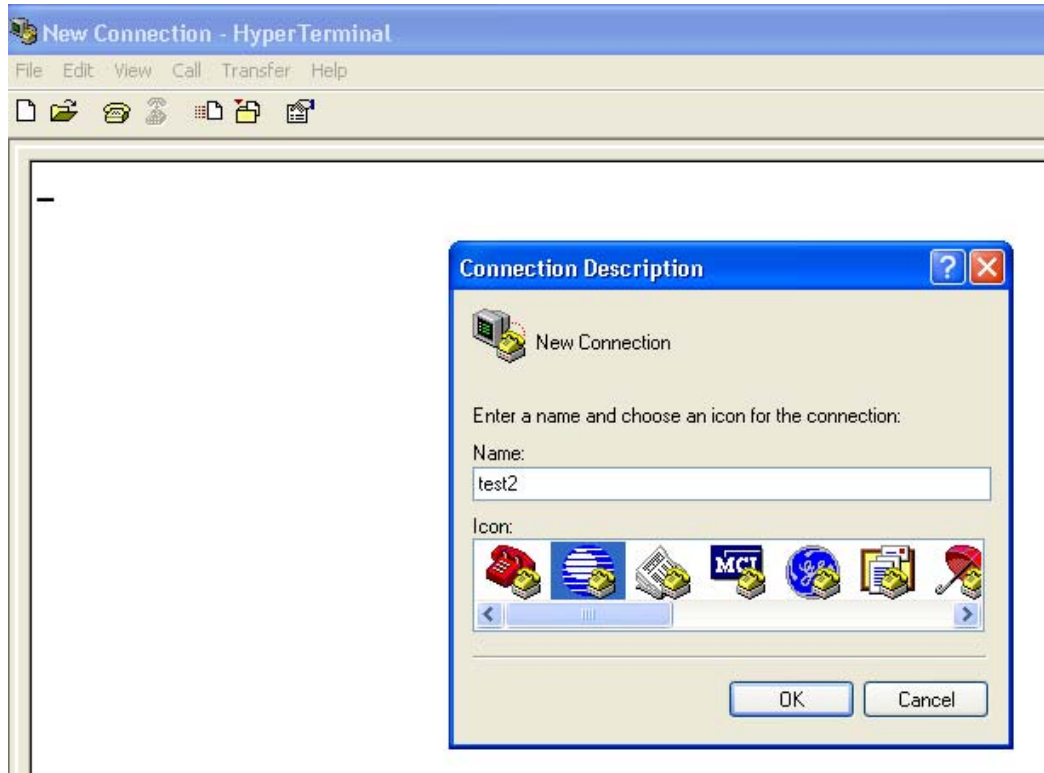 New Connection - HyperTerminal
File Edit View Call Transfer Help
Connection Description
New Connection
Enter a name and choose an icon for the connection:
Name:
test2
Icon:
MCI
OK Cancel